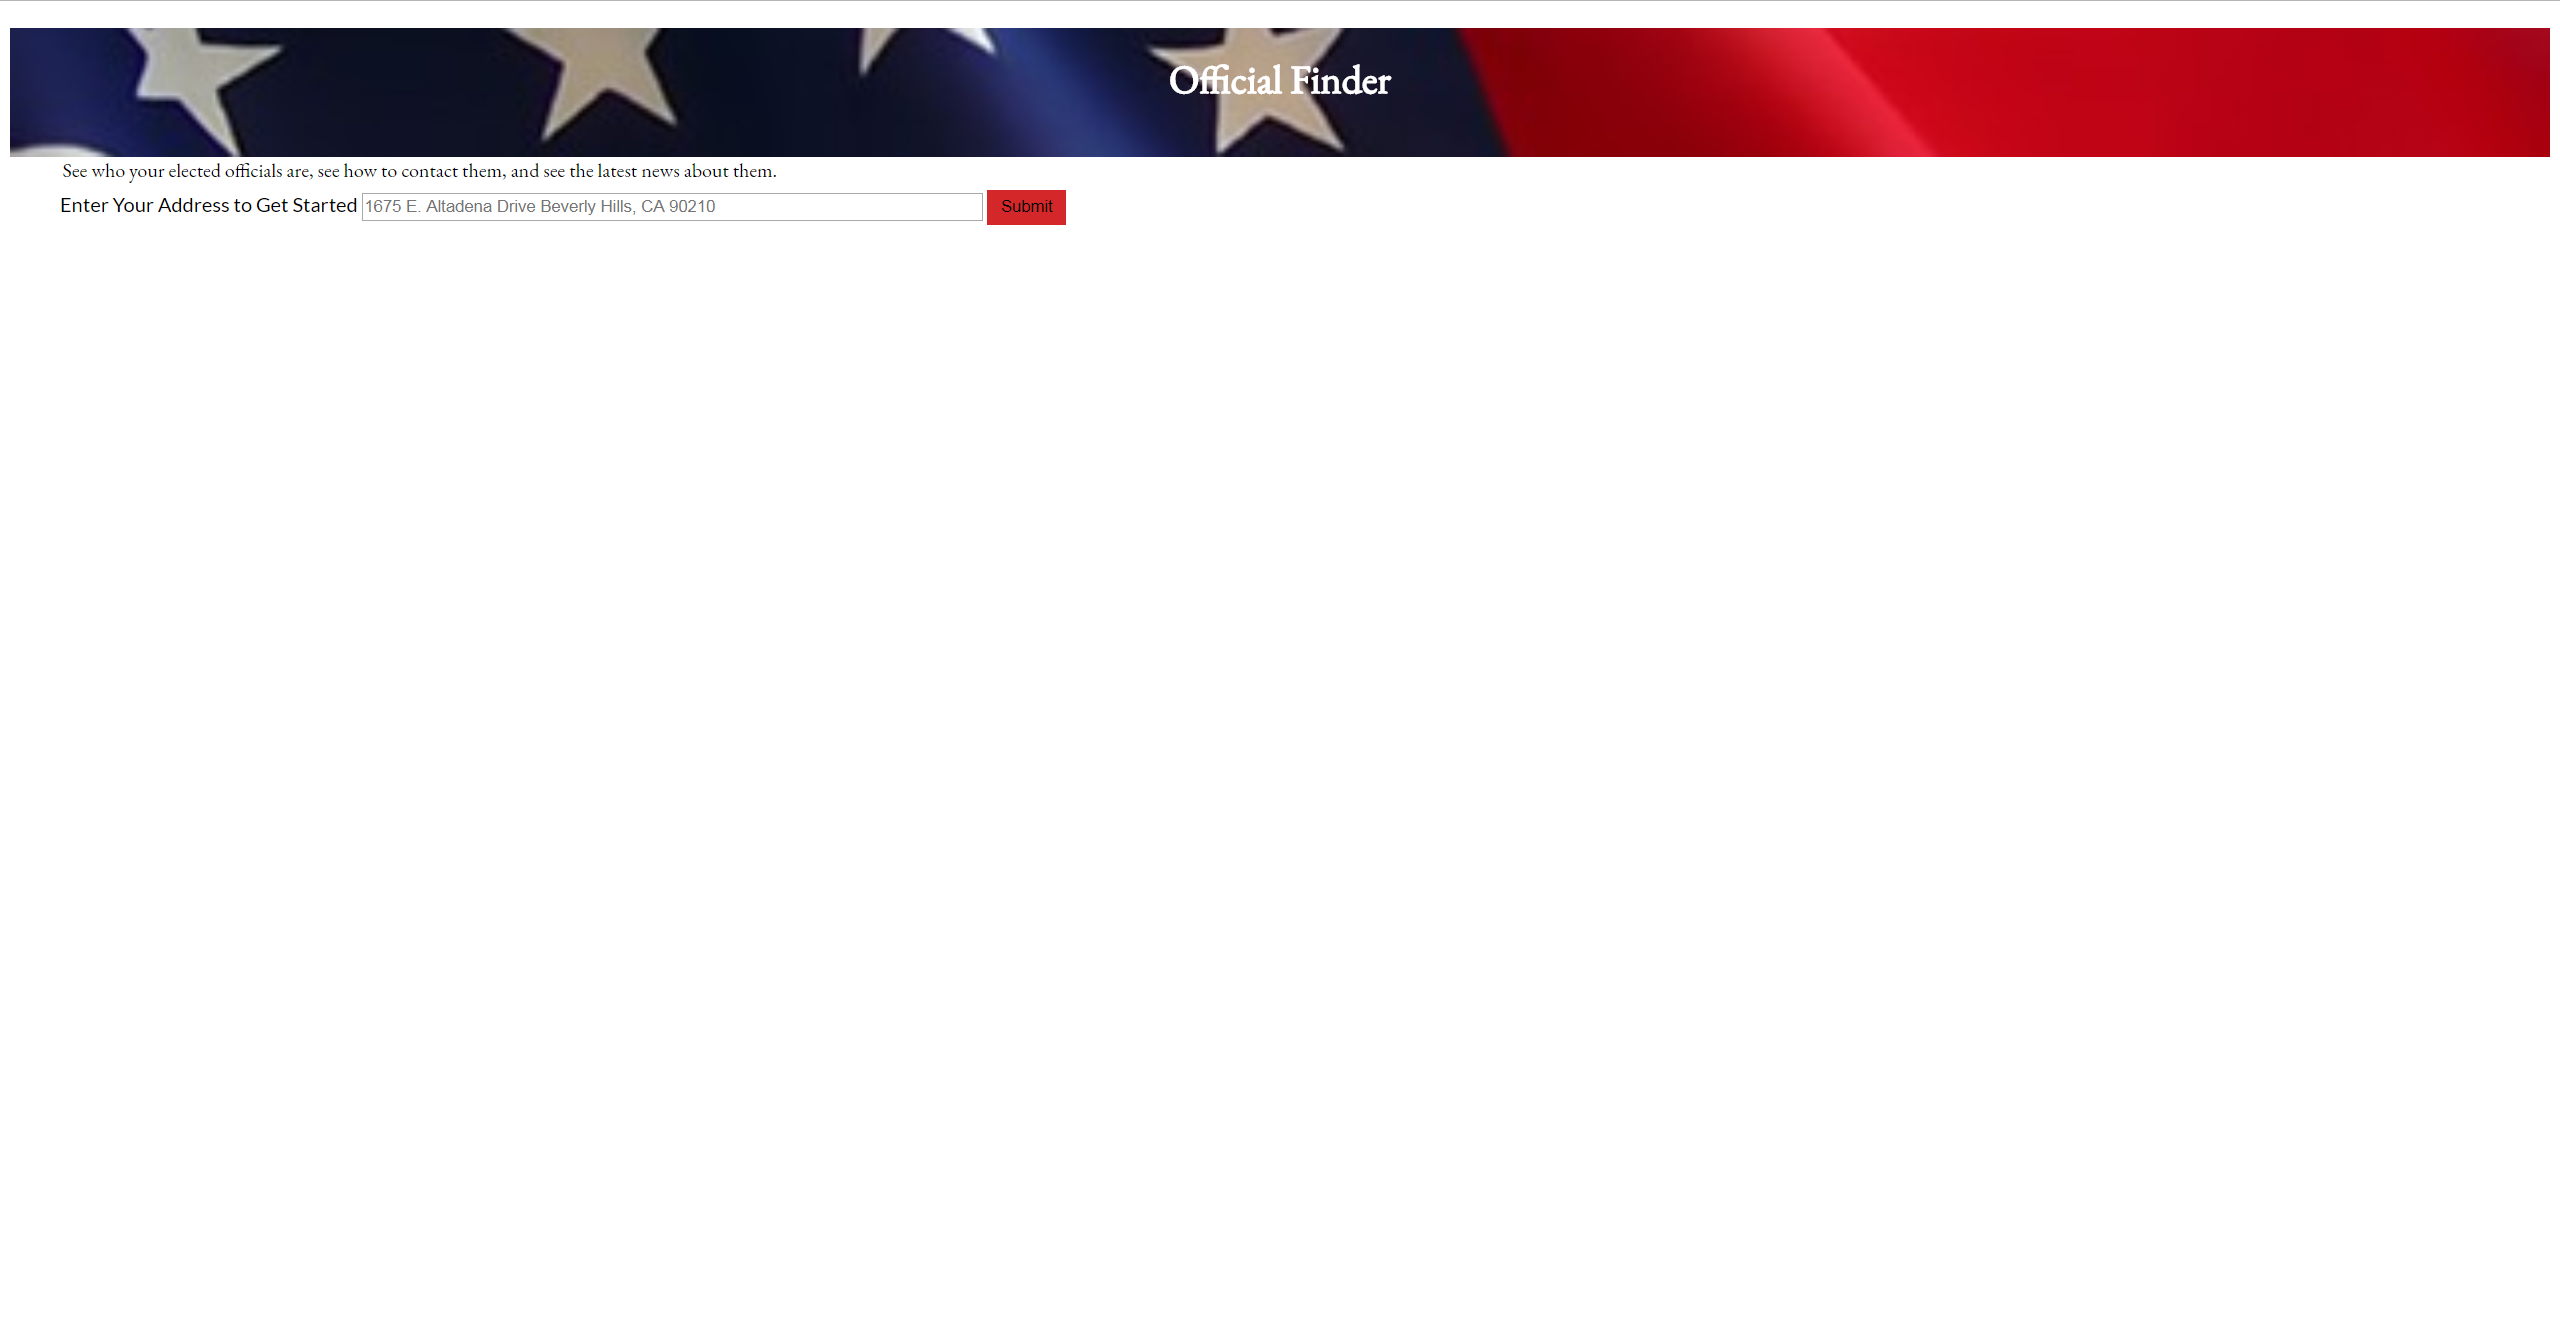 Official Finder
See who your elected officials are, see how to contact them, and see the latest news about them.
Enter Your Address to Get Started 1675 E. Altadena Drive Beverly Hills, CA 90210 Submit